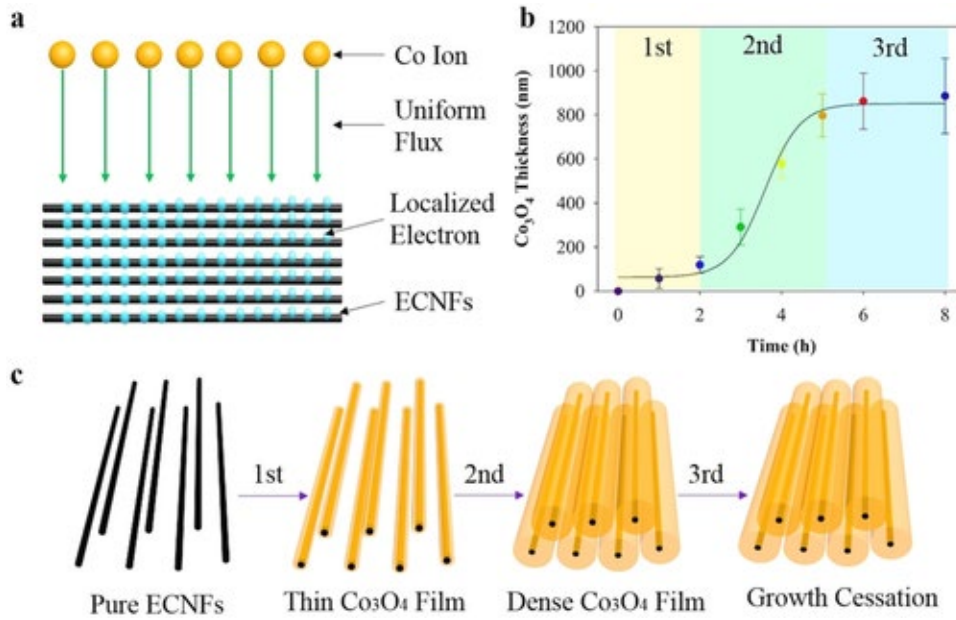 a
Co Ion
Uniform
Flux
Localized
Electron
ECNFs
b
1st
2nd
3rd
Co₃O₄ Thickness (nm)
1200
1000
800
600
400
200
0
0
2
4
6
8
Time (h)
c
1st
2nd
3rd
Pure ECNFs
Thin Co₃O₄ Film
Dense Co₃O₄ Film
Growth Cessation